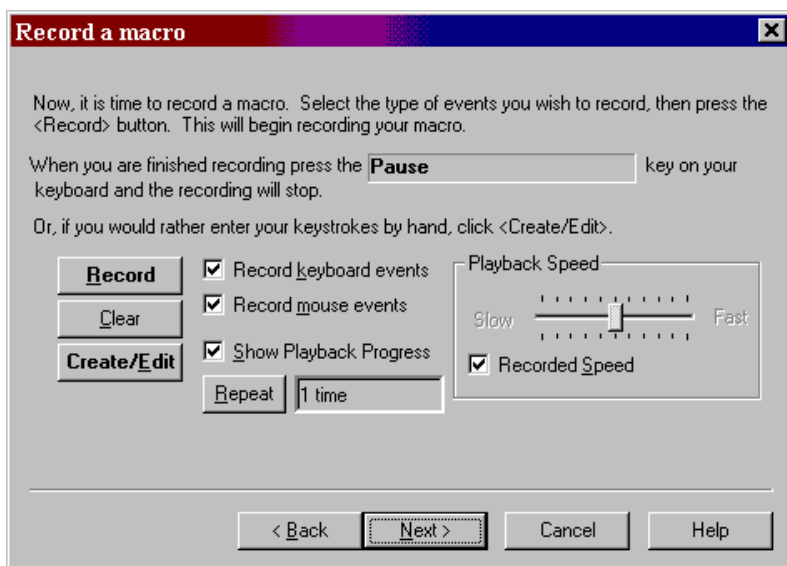 Record a macro
Now, it is time to record a macro. Select the type of events you wish to record, then press the
<Record> button. This will begin recording your macro.
When you are finished recording press the Pause key on your
keyboard and the recording will stop.
Or, if you would rather enter your keystrokes by hand, click <Create/Edit>.
Record
Clear
Create/Edit
Record keyboard events
Record mouse events
Show Playback Progress
Repeat 1 time
Playback Speed
Slow Fast
Recorded Speed
< Back Next > Cancel Help